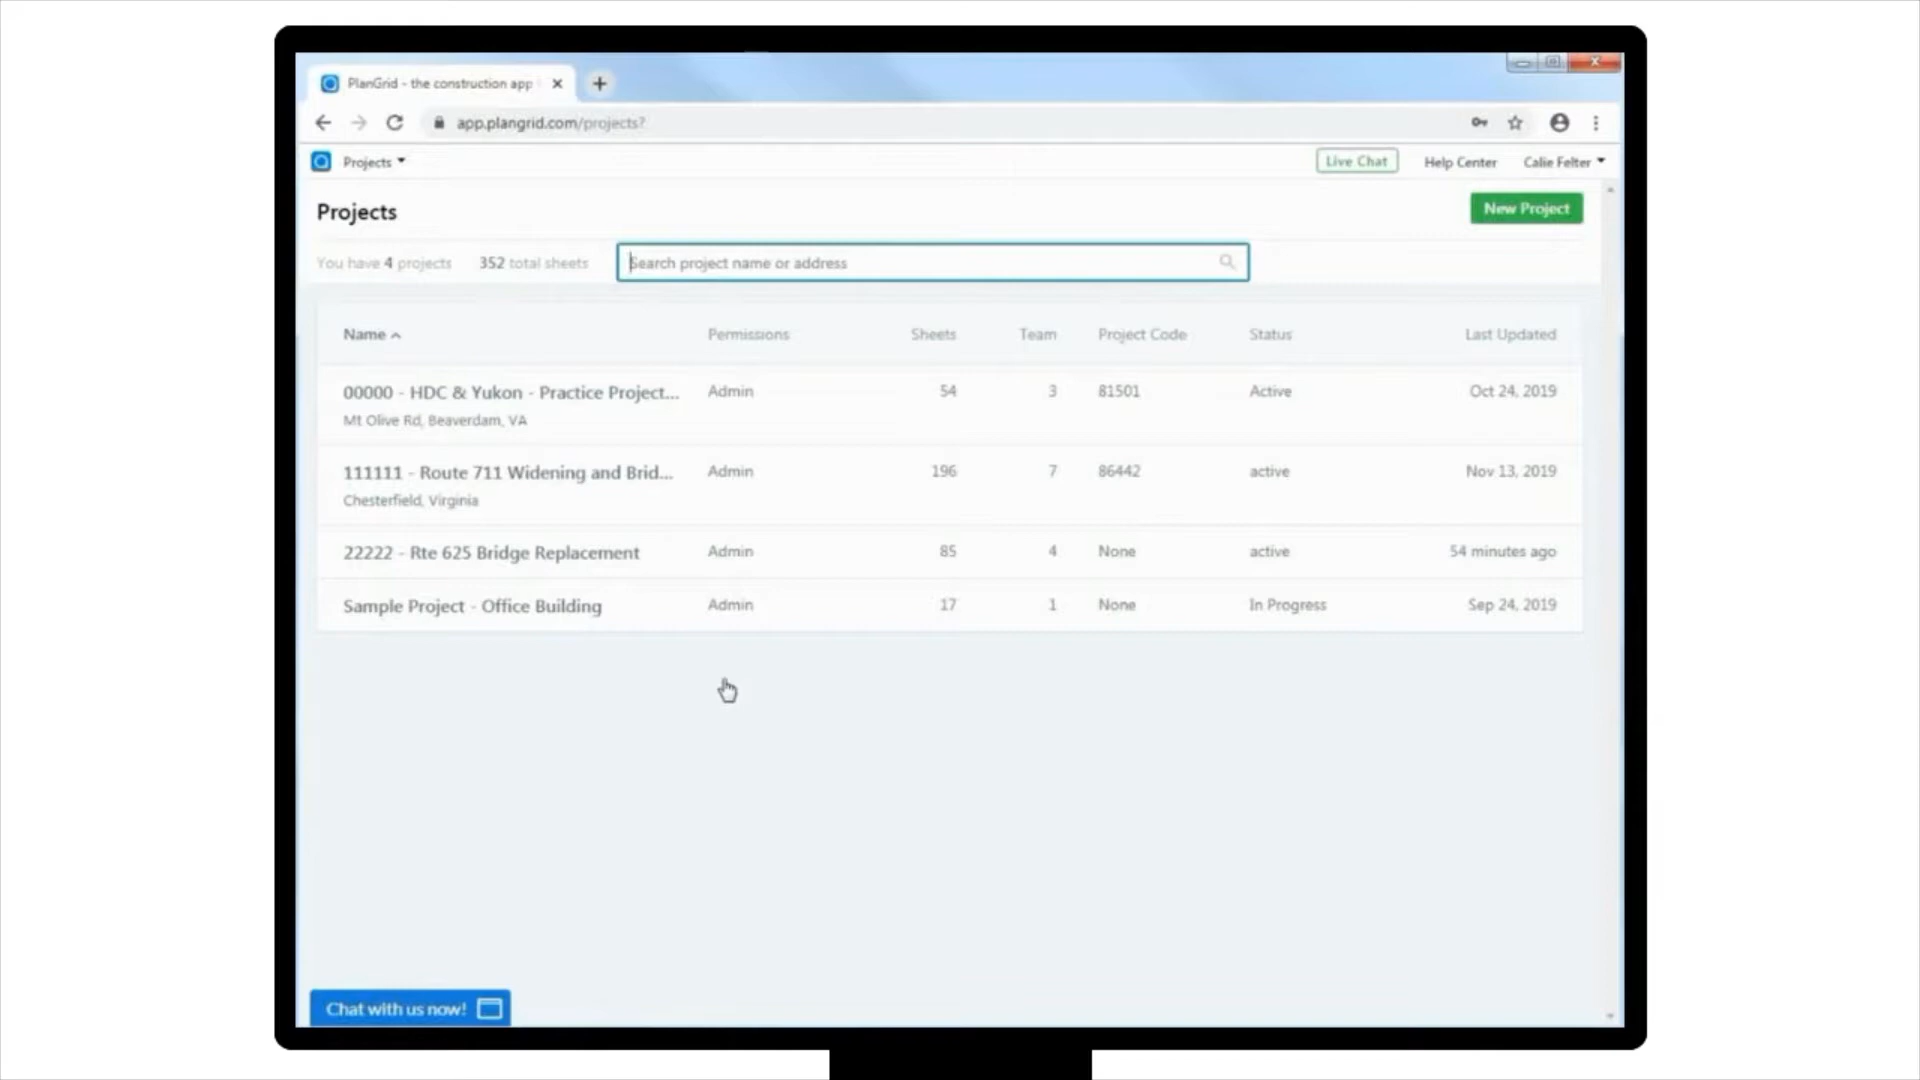 PlanGrid - the construction app
app.plangrid.com/projects?
Projects
Live Chat
Help Center
Calie Felter
Projects
New Project
You have 4 projects
352 total sheets
Search project name or address
Name
Permissions
Sheets
Team
Project Code
Status
Last Updated
00000 - HDC & Yukon - Practice Project...
Admin
54
3
81501
Active
Oct 24, 2019
Mt Olive Rd, Beaverdam, VA
111111 - Route 711 Widening and Brid...
Admin
196
7
86442
active
Nov 13, 2019
Chesterfield, Virginia
22222 - Rte 625 Bridge Replacement
Admin
85
4
None
active
54 minutes ago
Sample Project - Office Building
Admin
17
1
None
In Progress
Sep 24, 2019
Chat with us now!